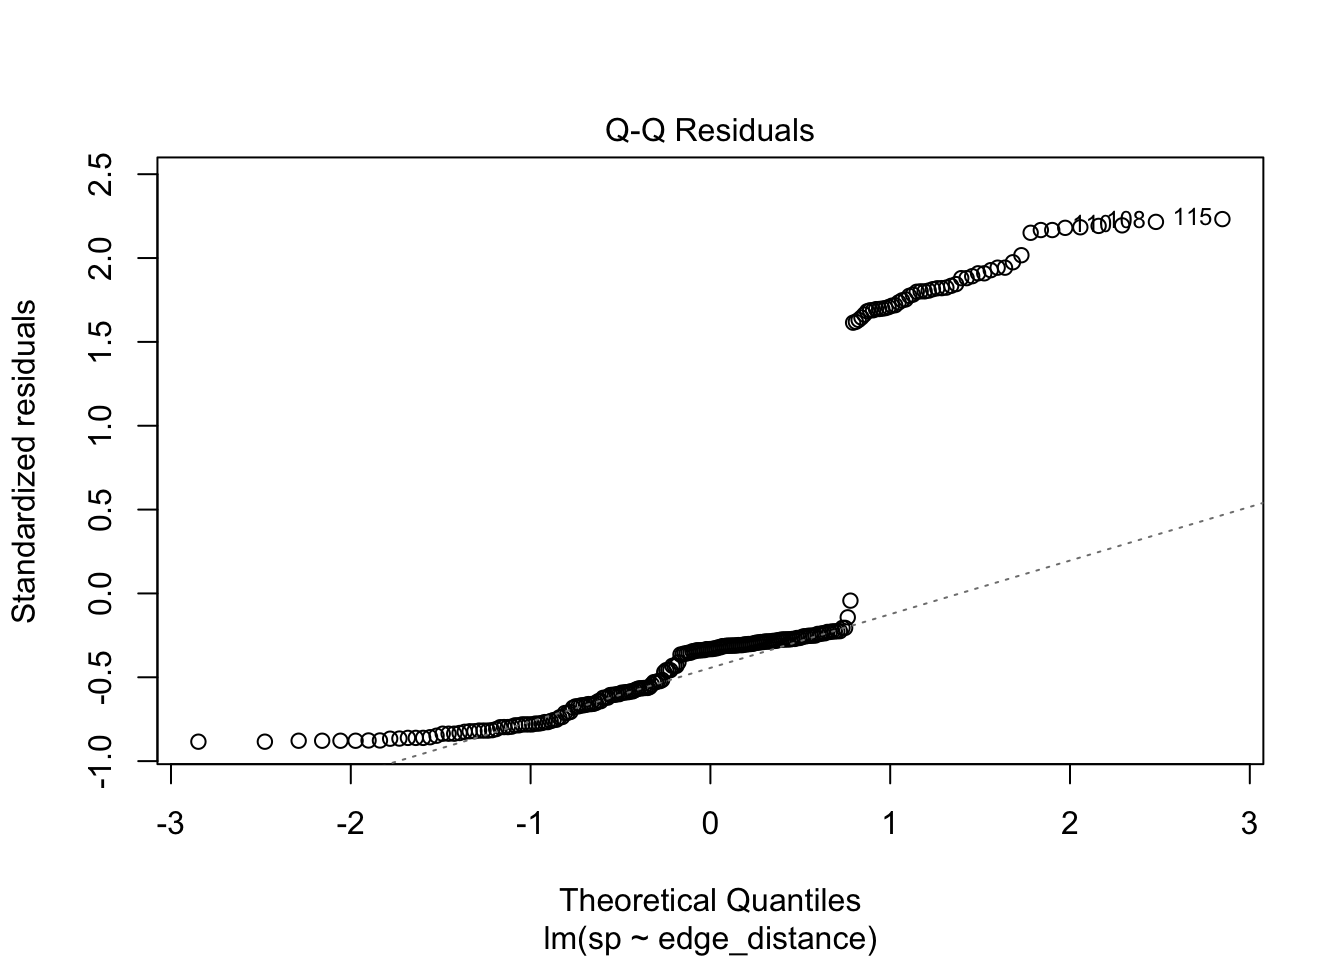 Q-Q Residuals
Standardized residuals
2.5
2.0
1.5
1.0
0.5
0.0
-0.5
-1.0
108
115
-3 -2 -1 0 1 2 3
Theoretical Quantiles
lm(sp ~ edge_distance)